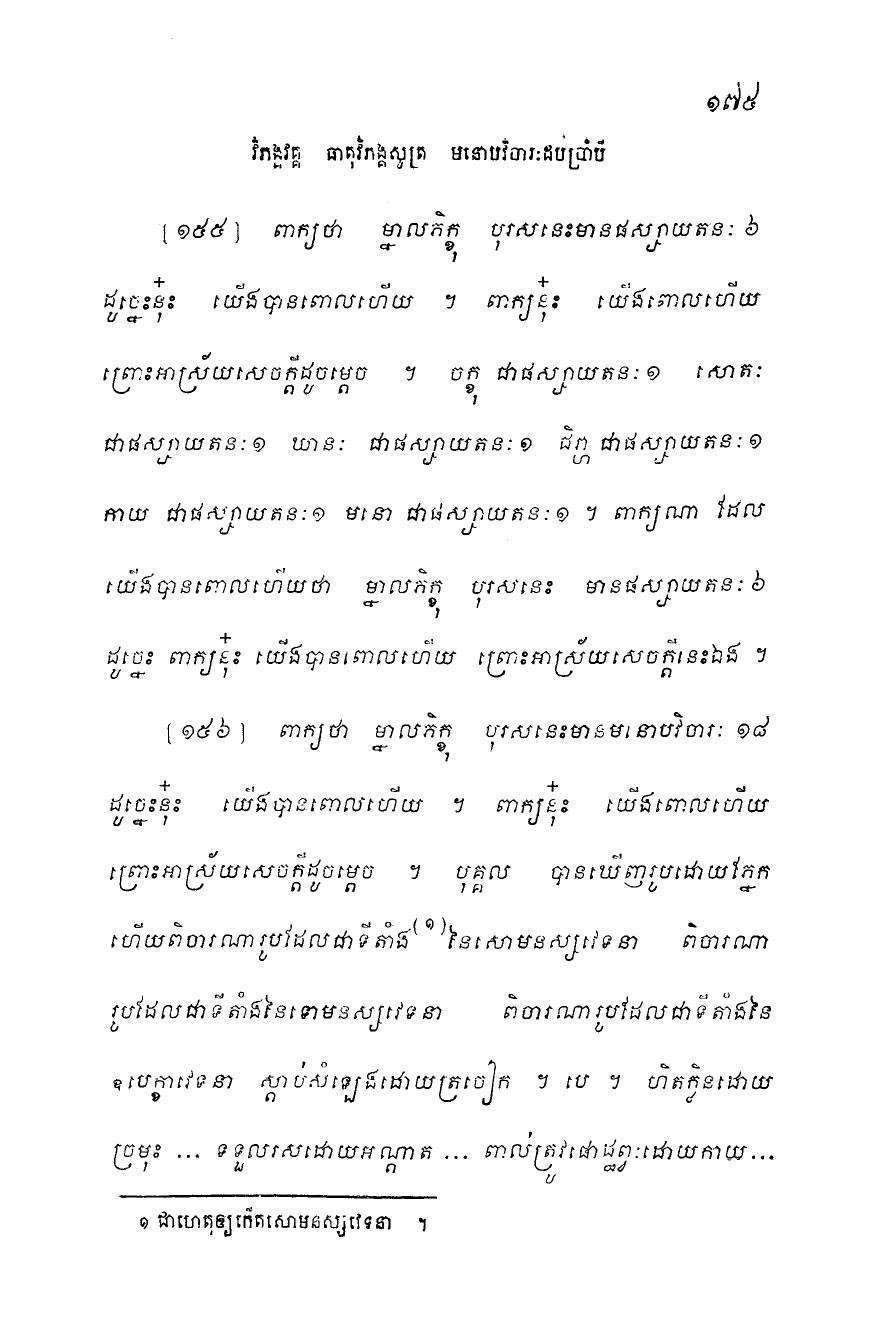 ១៧៥
វិភង្គវគ្គ ធាតុវិភង្គសូត្រ មនោបវិចារៈដប់ប្រាំបី
[១៥៥] ពាក្យថា ម្នាលភិក្ខុ បុរសនេះមានផស្សាយតនៈ ៦
ដូច្នេះនុ៎ះ យើងបានពោលហើយ ។ ពាក្យនុ៎ះ យើងពោលហើយ
ព្រោះអាស្រ័យសេចក្តីដូចម្តេច ។ ចក្ខុ ជាផស្សាយតនៈ ១ សោតៈ
ជាផស្សាយតនៈ ១ ឃានៈ ជាផស្សាយតនៈ ១ ជិវ្ហា ជាផស្សាយតនៈ ១
កាយ ជាផស្សាយតនៈ ១ មនោ ជាផស្សាយតនៈ ១ ។ ពាក្យណា ដែល
យើងបានពោលហើយថា ម្នាលភិក្ខុ បុរសនេះ មានផស្សាយតនៈ ៦
ដូច្នេះ ពាក្យនុ៎ះ យើងបានពោលហើយ ព្រោះអាស្រ័យសេចក្តីនេះឯង ។
[១៥៦] ពាក្យថា ម្នាលភិក្ខុ បុរសនេះមានមនោបវិចារៈ ១៨
ដូច្នេះនុ៎ះ យើងបានពោលហើយ ។ ពាក្យនុ៎ះ យើងពោលហើយ
ព្រោះអាស្រ័យសេចក្តីដូចម្តេច ។ បុគ្គល បានឃើញរូបដោយភ្នែក
ហើយពិចារណារូបដែលជាទីតាំង(១)នៃសោមនស្សវេទនា ពិចារណា
រូបដែលជាទីតាំងនៃទោមនស្សវេទនា ពិចារណារូបដែលជាទីតាំងនៃ
ឧបេក្ខាវេទនា ស្តាប់សំឡេងដោយត្រចៀក ។ បេ ។ ហិតក្លិនដោយ
ច្រមុះ ... ទទួលរសដោយអណ្តាត ... ពាល់ត្រូវផោដ្ឋព្វៈដោយកាយ...
១ ជាហេតុឲ្យកើតសោមនស្សវេទនា ។